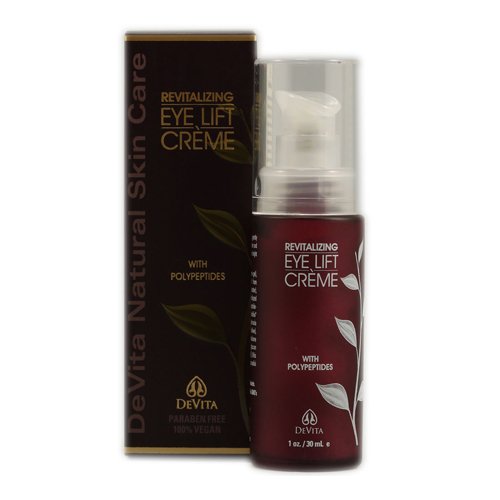 DeVita Natural Skin Care
REVITALIZING
EYE LIFT
CRÈME
WITH
POLYPEPTIDES
DEVITA
PARABEN FREE
100% VEGAN
REVITALIZING
EYE LIFT
CRÈME
WITH
POLYPEPTIDES
DEVITA
1 oz. / 30 mL e